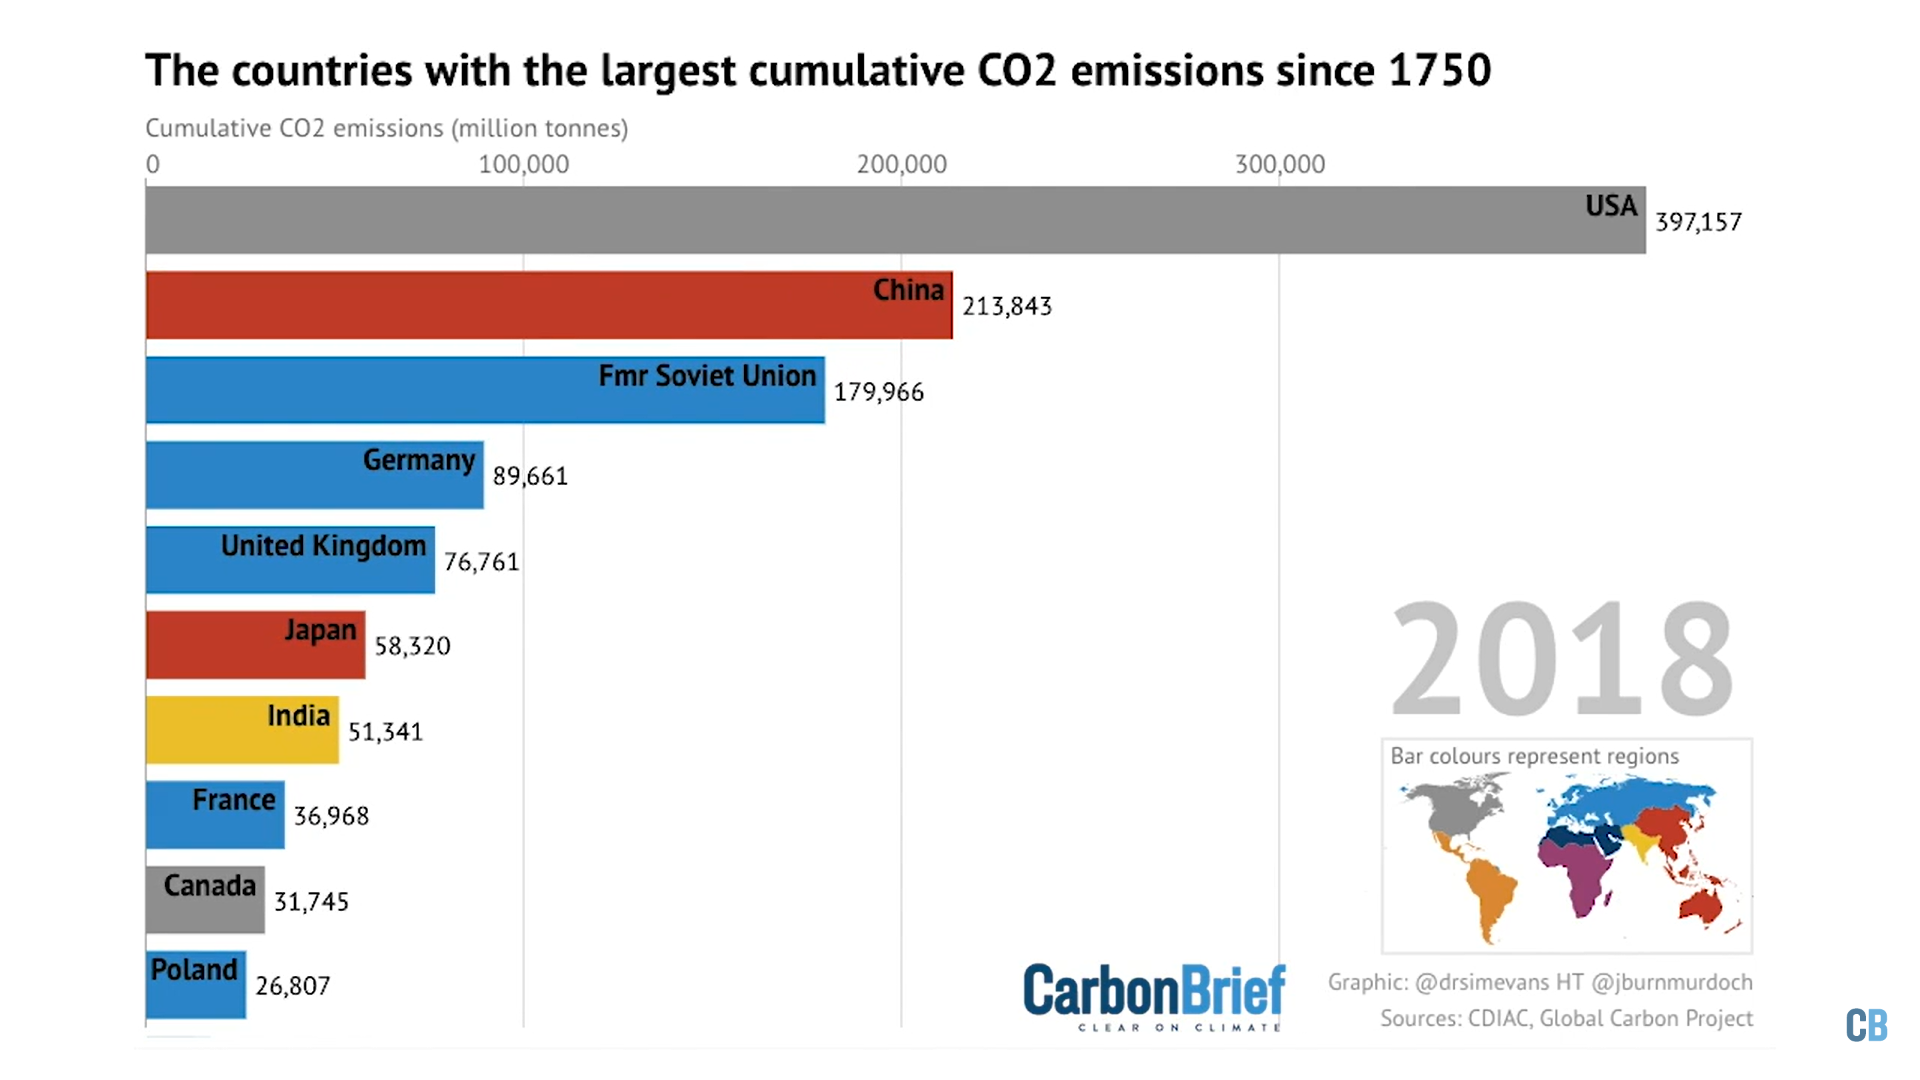 The countries with the largest cumulative CO2 emissions since 1750
Cumulative CO2 emissions (million tonnes)
0 100,000 200,000 300,000
USA 397,157
China 213,843
Fmr Soviet Union 179,966
Germany 89,661
United Kingdom 76,761
Japan 58,320
India 51,341
France 36,968
Canada 31,745
Poland 26,807
2018
Bar colours represent regions
CarbonBrief
CLEAR ON CLIMATE
Graphic: @drsimevans HT @jburnmurdoch
Sources: CDIAC, Global Carbon Project
CB